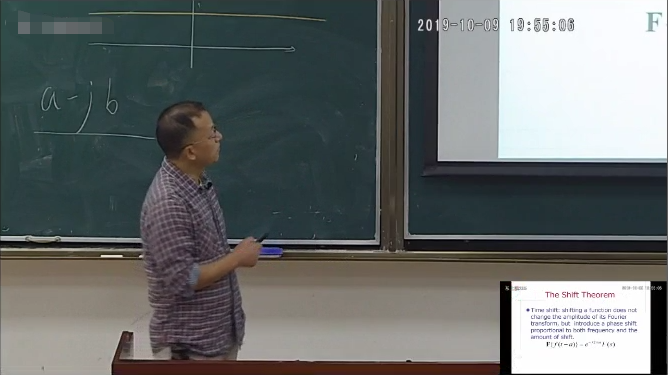 2019-10-09 19:55:06
F
a-jb
The Shift Theorem
Time shift: shifting a function does not
change the amplitude of its Fourier
transform, but introduce a phase shift
proportional to both frequency and the
amount of shift.